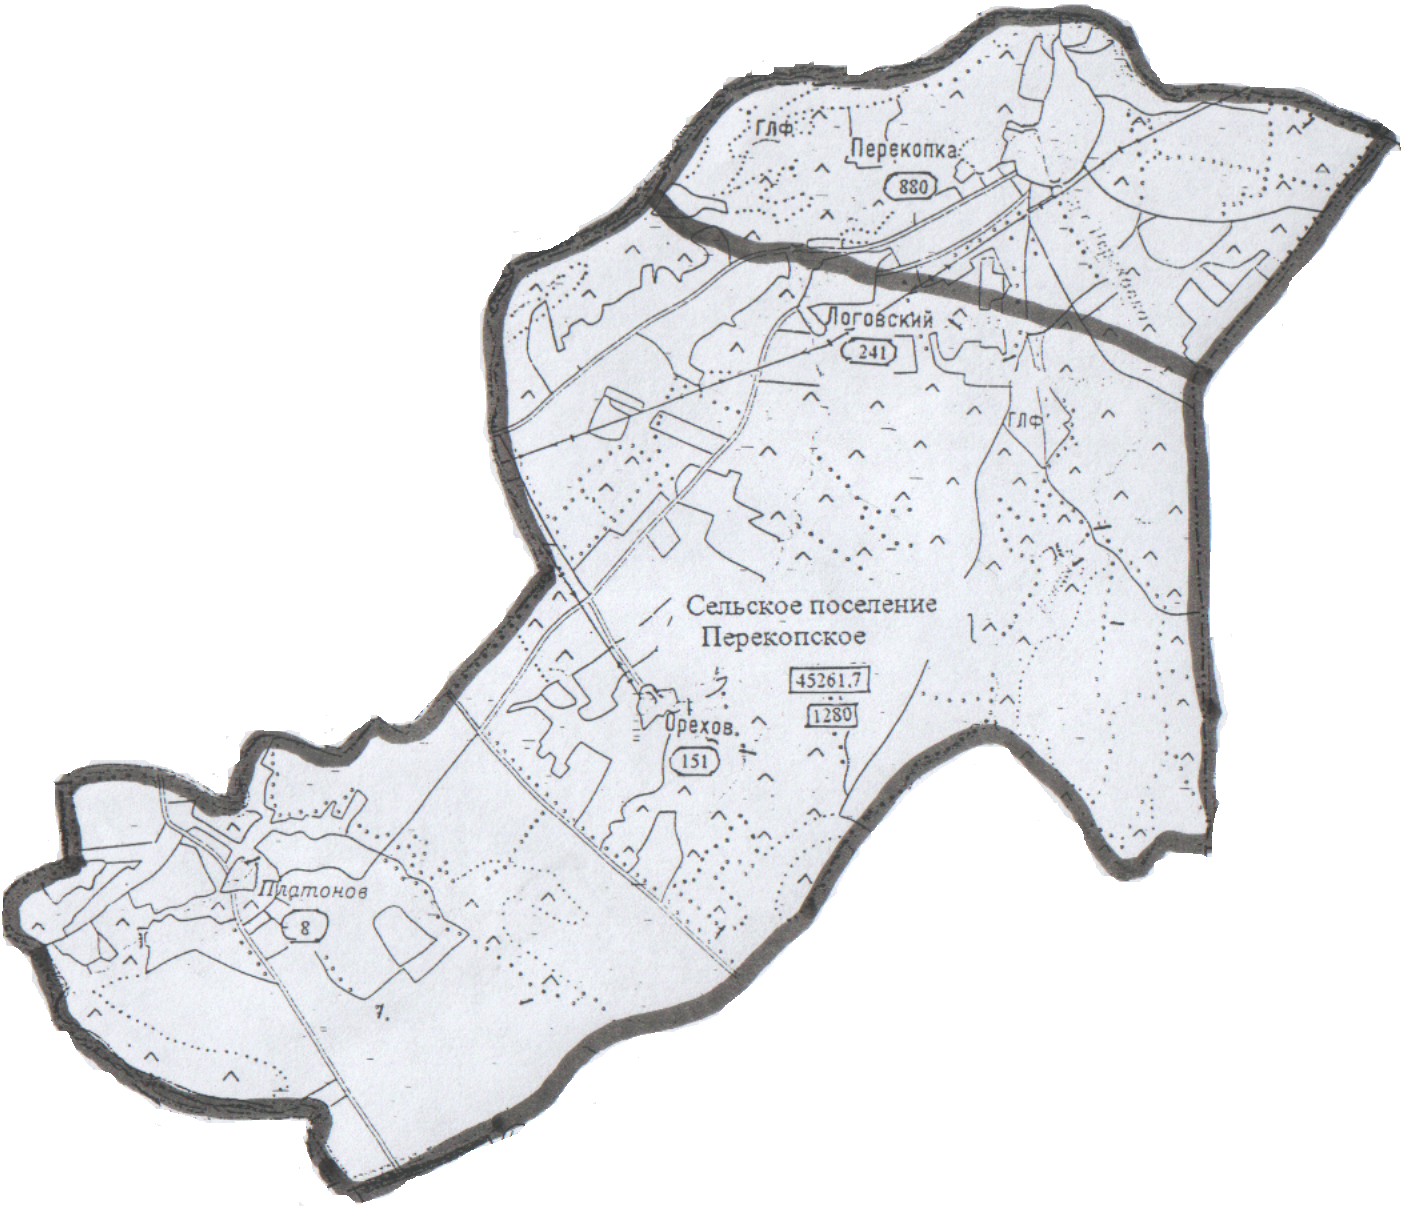 ГЛФ
Перекопка
880
Логовский
241
ГЛФ
Сельское поселение
Перекопское
45261.7
1280
Орехов.
151
Платонов
8
7.